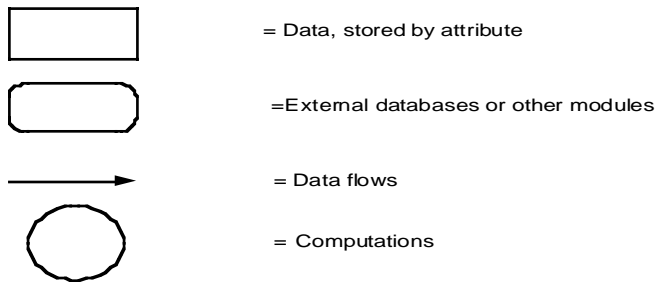 = Data, stored by attribute
=External databases or other modules
= Data flows
= Computations